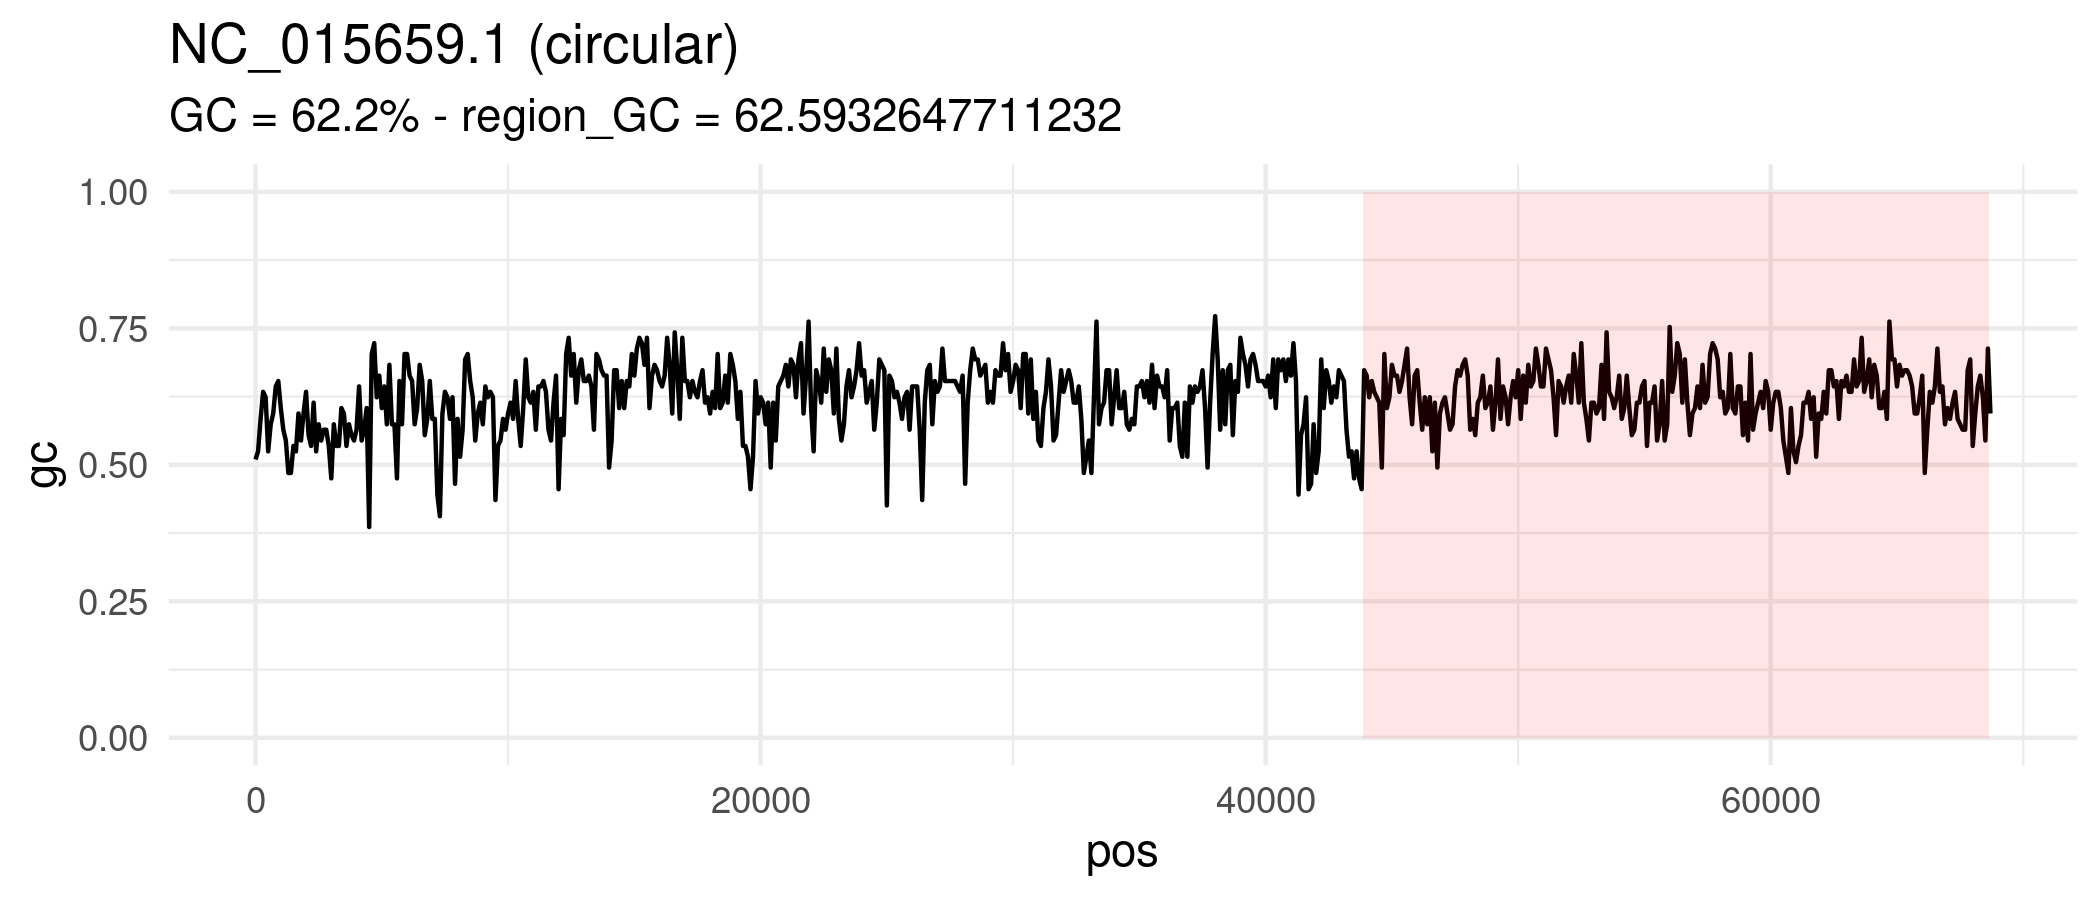 NC_015659.1 (circular)
GC = 62.2% - region_GC = 62.5932647711232
1.00
0.75
0.50
0.25
0.00
gc
0 20000 40000 60000
pos